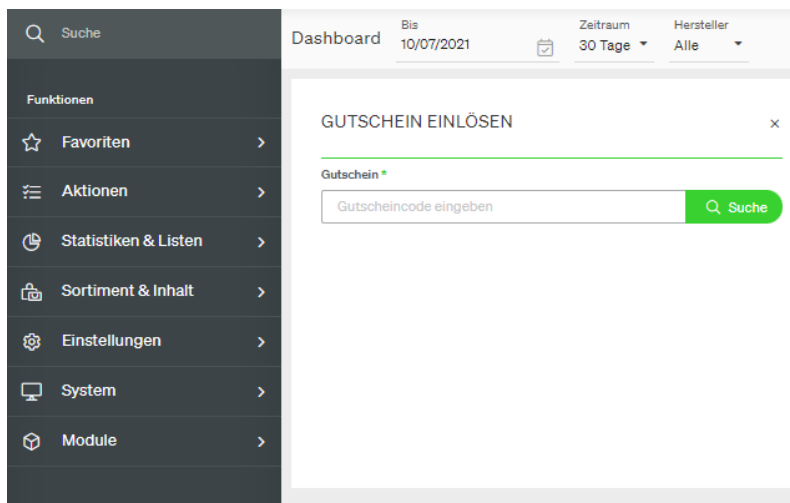 Suche
Funktionen
Favoriten
Aktionen
Statistiken & Listen
Sortiment & Inhalt
Einstellungen
System
Module
Dashboard
Bis
10/07/2021
Zeitraum
30 Tage
Hersteller
Alle
GUTSCHEIN EINLÖSEN
Gutschein *
Gutscheincode eingeben
Suche